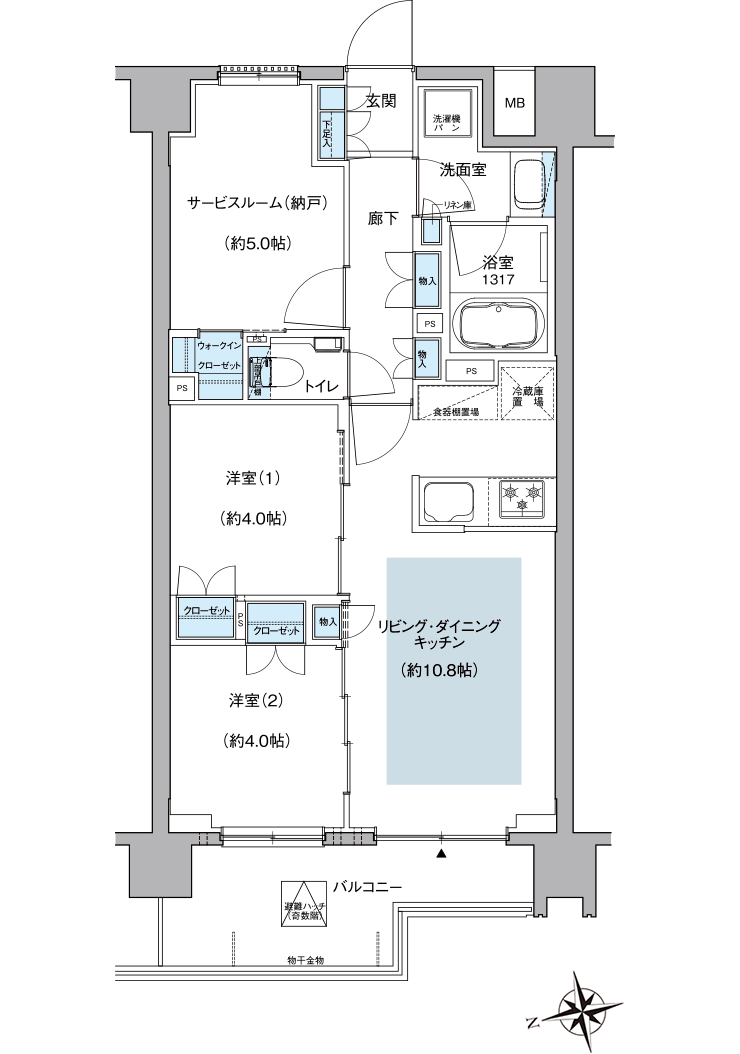 玄関
MB
洗濯機
パン
下足入
洗面室
サービスルーム（納戸）
（約5.0帖）
リネン庫
廊下
浴室
1317
物入
PS
ウォークイン
クローゼット
PS
物入
PS
トイレ
上部吊戸棚
PS
冷蔵庫
置場
食器棚置場
洋室（1）
（約4.0帖）
クローゼット
PS
クローゼット
物入
リビング・ダイニング
キッチン
（約10.8帖）
洋室（2）
（約4.0帖）
バルコニー
避難ハッチ
（奇数階）
物干金物
Z